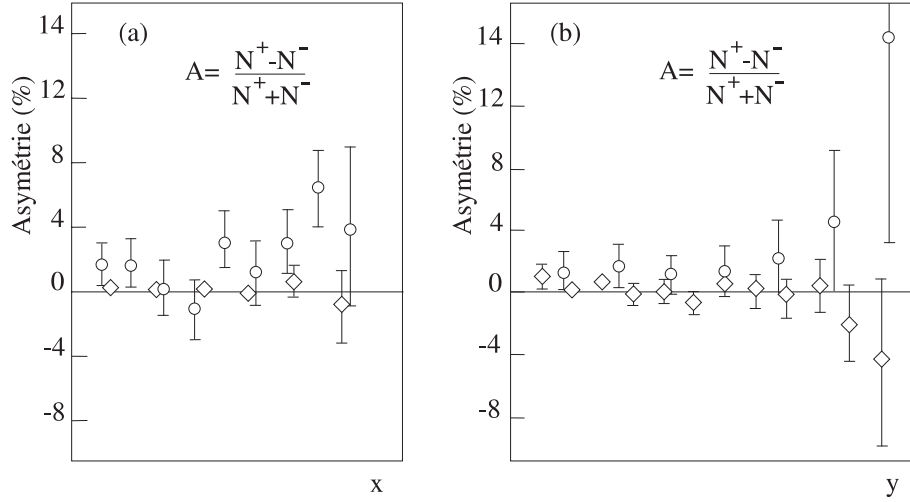 (a)
A= N⁺-N⁻
N⁺+N⁻
Asymétrie (%)
14
12
8
4
0
-4
-8
x
(b)
A= N⁺-N⁻
N⁺+N⁻
Asymétrie (%)
14
12
8
4
0
-4
-8
y